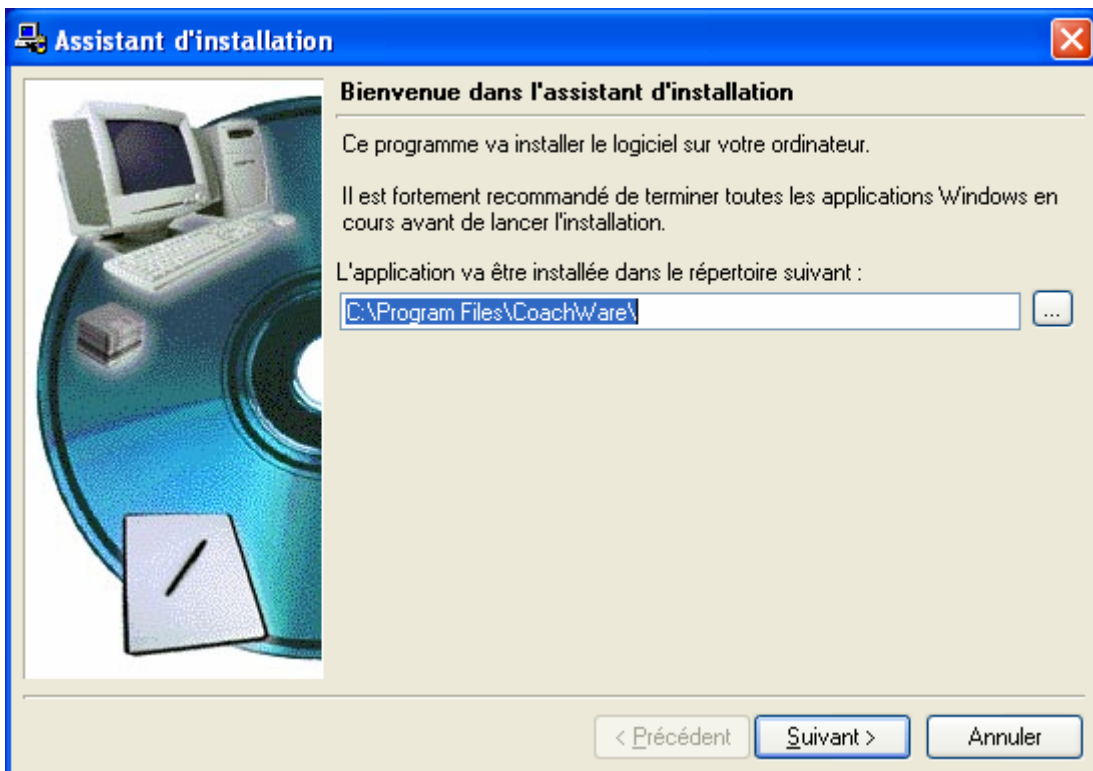 Assistant d'installation
Bienvenue dans l'assistant d'installation
Ce programme va installer le logiciel sur votre ordinateur.
Il est fortement recommandé de terminer toutes les applications Windows en
cours avant de lancer l'installation.
L'application va être installée dans le répertoire suivant :
C:\Program Files\CoachWare\
...
< Précédent
Suivant >
Annuler